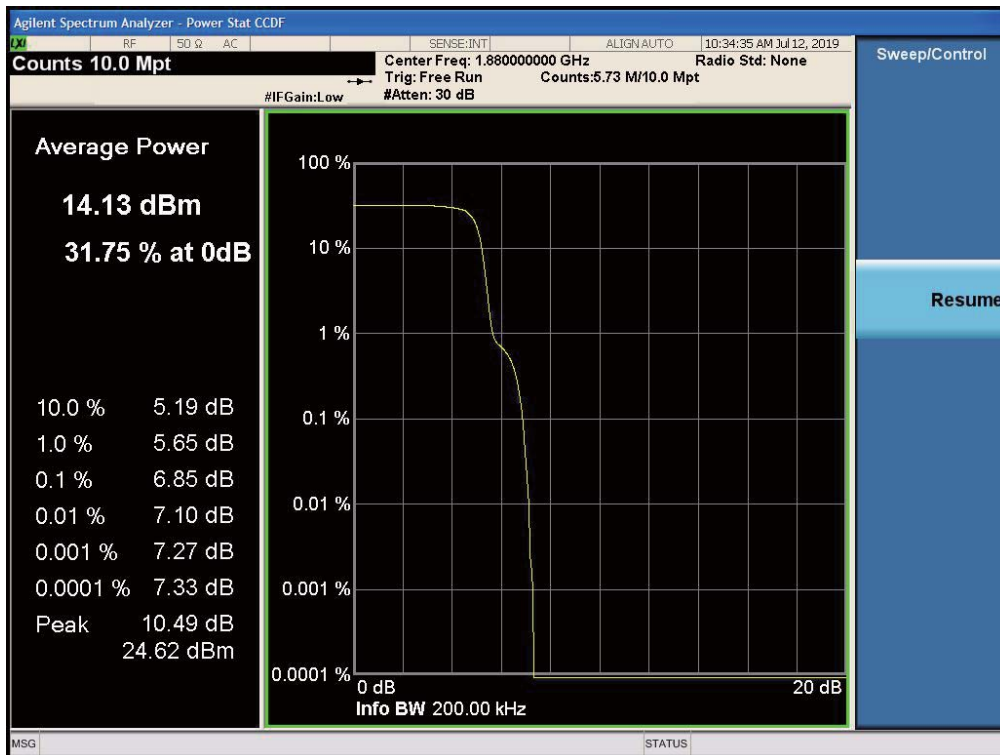 Agilent Spectrum Analyzer - Power Stat CCDF
LXI RF 50 Ω AC SENSE:INT ALIGN AUTO 10:34:35 AM Jul 12, 2019
Counts 10.0 Mpt
Center Freq: 1.880000000 GHz Radio Std: None
Trig: Free Run Counts:5.73 M/10.0 Mpt
#IFGain:Low #Atten: 30 dB
Sweep/Control
Resume
Average Power
14.13 dBm
31.75 % at 0dB
10.0 % 5.19 dB
1.0 % 5.65 dB
0.1 % 6.85 dB
0.01 % 7.10 dB
0.001 % 7.27 dB
0.0001 % 7.33 dB
Peak 10.49 dB
24.62 dBm
100 %
10 %
1 %
0.1 %
0.01 %
0.001 %
0.0001 %
0 dB 20 dB
Info BW 200.00 kHz
MSG STATUS